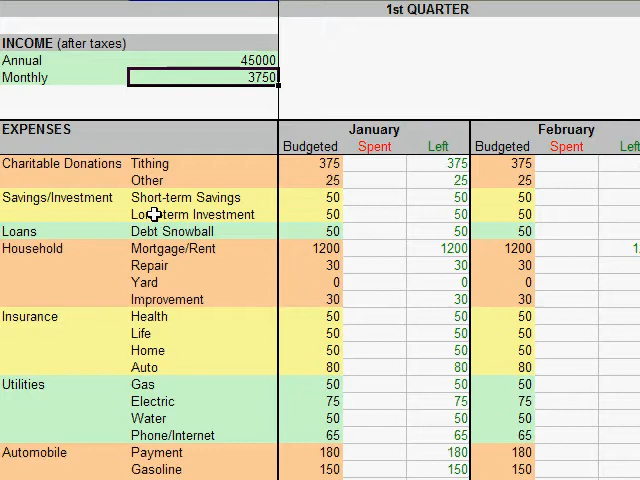 1st QUARTER
INCOME (after taxes)
Annual 45000
Monthly 3750
EXPENSES January February
Budgeted Spent Left Budgeted Spent Left
Charitable Donations Tithing 375 375 375
Other 25 25 25
Savings/Investment Short-term Savings 50 50 50
Long-term Investment 50 50 50
Loans Debt Snowball 50 50 50
Household Mortgage/Rent 1200 1200 1200 1
Repair 30 30 30
Yard 0 0 0
Improvement 30 30 30
Insurance Health 50 50 50
Life 50 50 50
Home 50 50 50
Auto 80 80 80
Utilities Gas 50 50 50
Electric 75 75 75
Water 50 50 50
Phone/Internet 65 65 65
Automobile Payment 180 180 180
Gasoline 150 150 150